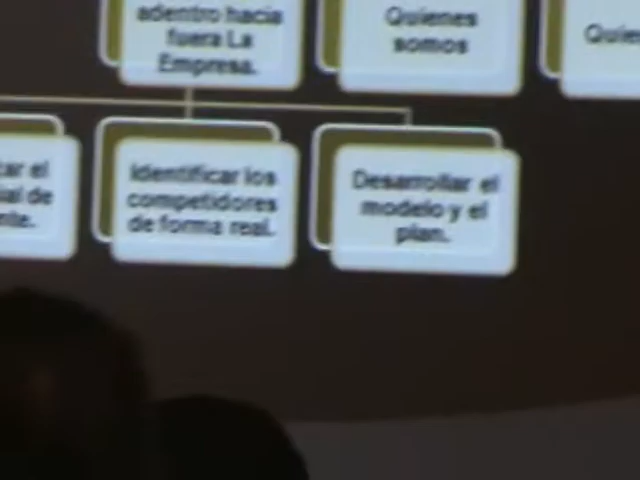 adentro hacia
fuera La
Empresa.
Quienes
somos
Identificar los
competidores
de forma real.
Desarrollar el
modelo y el
plan.